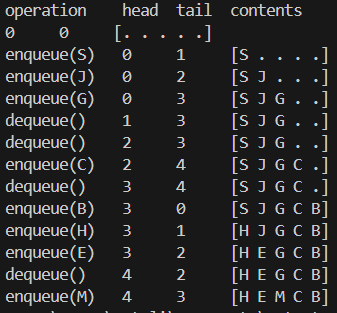 operation head tail contents
0 0 [. . . . .]
enqueue(S) 0 1 [S . . . .]
enqueue(J) 0 2 [S J . . .]
enqueue(G) 0 3 [S J G . .]
dequeue() 1 3 [S J G . .]
dequeue() 2 3 [S J G . .]
enqueue(C) 2 4 [S J G C .]
dequeue() 3 4 [S J G C .]
enqueue(B) 3 0 [S J G C B]
enqueue(H) 3 1 [H J G C B]
enqueue(E) 3 2 [H E G C B]
dequeue() 4 2 [H E G C B]
enqueue(M) 4 3 [H E M C B]